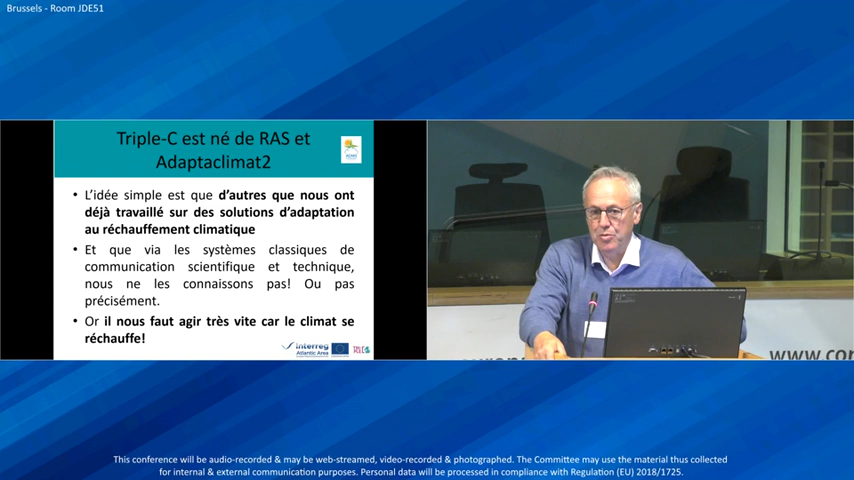 Brussels - Room JDE51
Triple-C est né de RAS et
Adaptaclimat2
• L'idée simple est que d'autres que nous ont
déjà travaillé sur des solutions d'adaptation
au réchauffement climatique
• Et que via les systèmes classiques de
communication scientifique et technique,
nous ne les connaissons pas! Ou pas
précisément.
• Or il nous faut agir très vite car le climat se
réchauffe!
Interreg
Atlantic Area
www.cor
This conference will be audio-recorded & may be web-streamed, video-recorded & photographed. The Committee may use the material thus collected
for internal & external communication purposes. Personal data will be processed in compliance with Regulation (EU) 2018/1725.